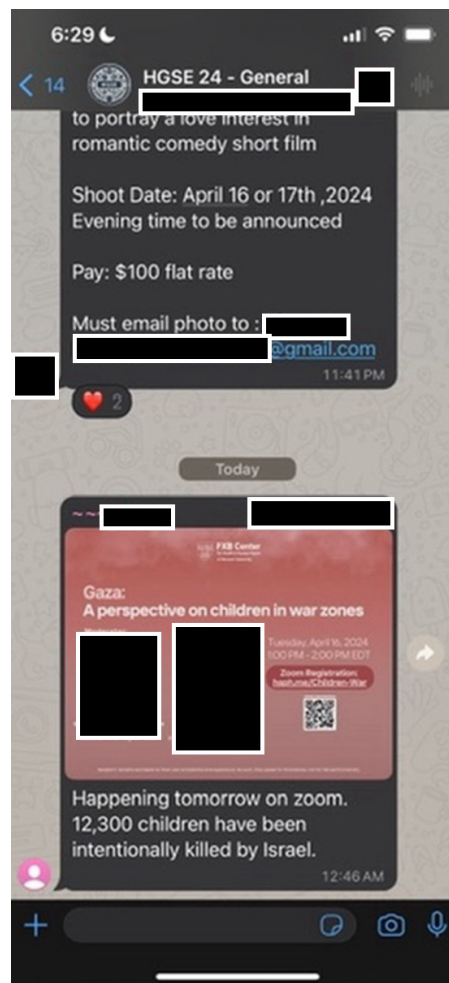 6:29
14
HGSE 24 - General
to portray a love interest in
romantic comedy short film
Shoot Date: April 16 or 17th ,2024
Evening time to be announced
Pay: $100 flat rate
Must email photo to :
@gmail.com
11:41 PM
2
Today
~ ~
FXB Center
Gaza:
A perspective on children in war zones
Tuesday, April 16, 2024
1:00 PM - 2:00 PM EDT
Zoom Registration:
hsph.me/Children-War
Happening tomorrow on zoom.
12,300 children have been
intentionally killed by Israel.
12:46 AM